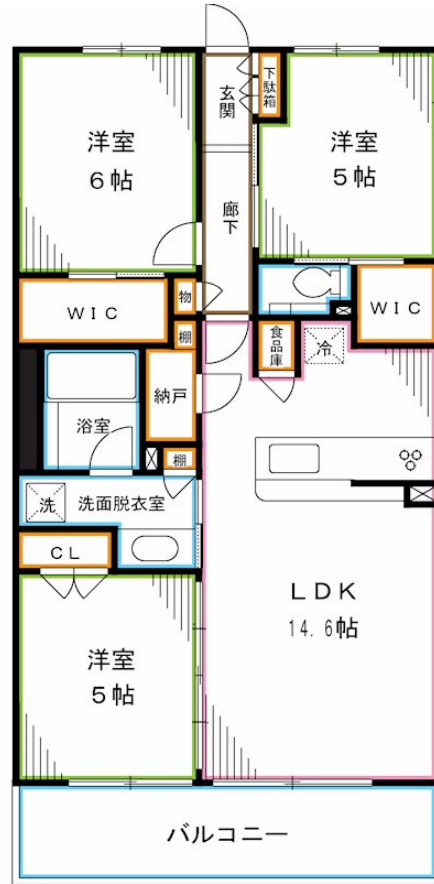 玄関
下駄箱
洋室
6帖
洋室
5帖
廊下
WIC
物
WIC
棚
食品庫
冷
納戸
浴室
棚
洗
洗面脱衣室
CL
LDK
14.6帖
洋室
5帖
バルコニー